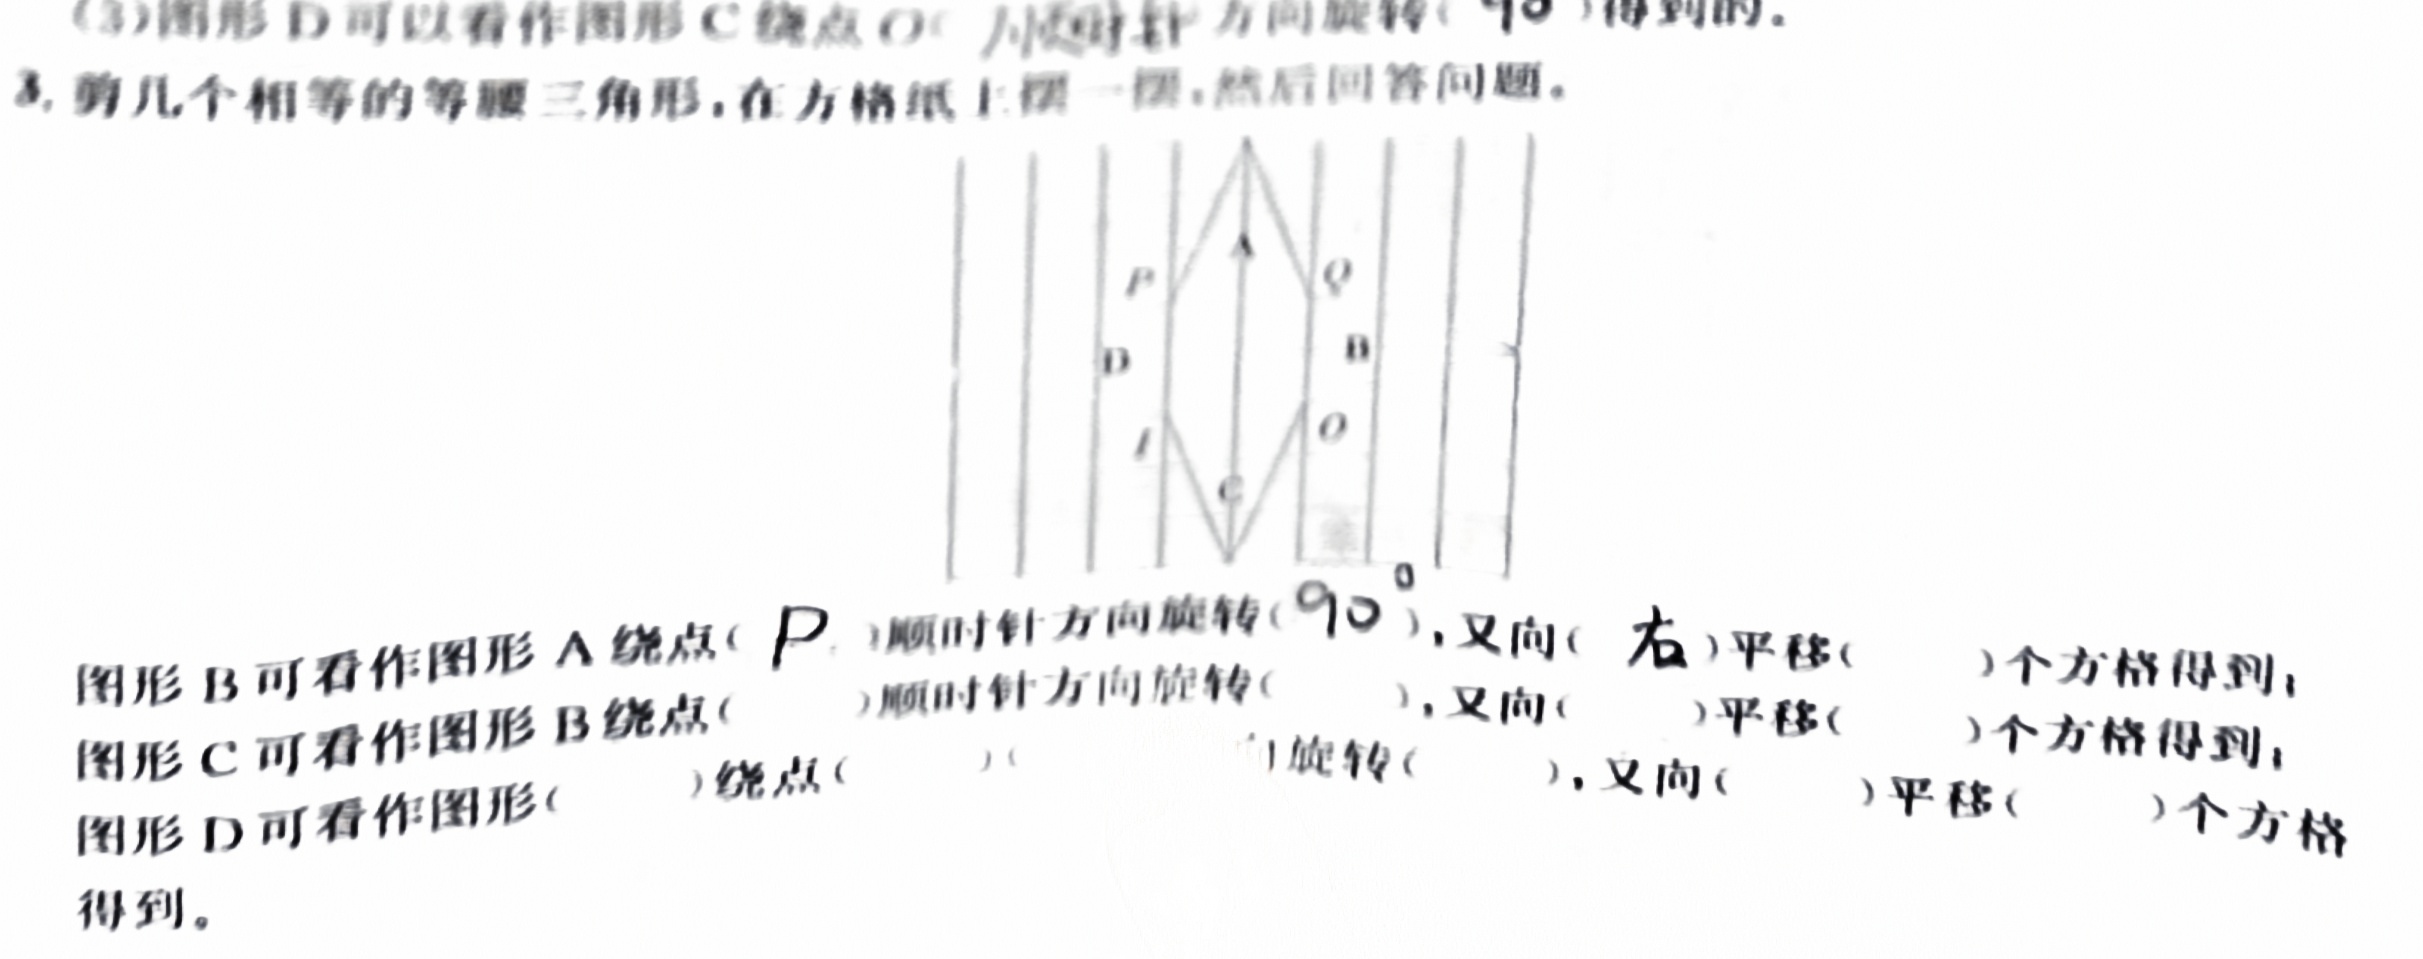 (3)图形 D 可以看作图形 C 绕点 O( 顺时针 方向旋转( 90 )得到的。
3. 剪几个相等的等腰三角形,在方格纸上摆一摆,然后回答问题。
A
P Q
D B
I O
C
图形 B 可看作图形 A 绕点( P )顺时针方向旋转( 90° ),又向( 右 )平移( )个方格得到;
图形 C 可看作图形 B 绕点( )顺时针方向旋转( ),又向( )平移( )个方格得到;
图形 D 可看作图形( )绕点( )( 旋转( ),又向( )平移( )个方格
得到。